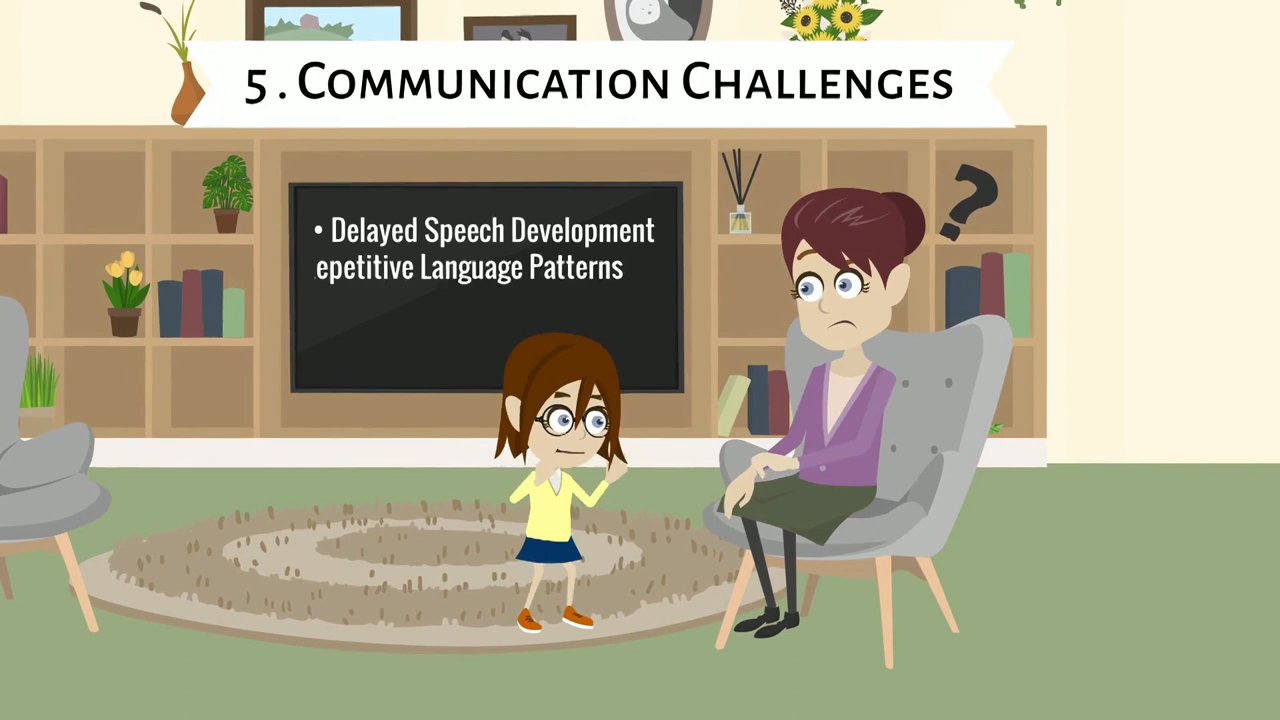 5. Communication Challenges
• Delayed Speech Development
epetitive Language Patterns
?